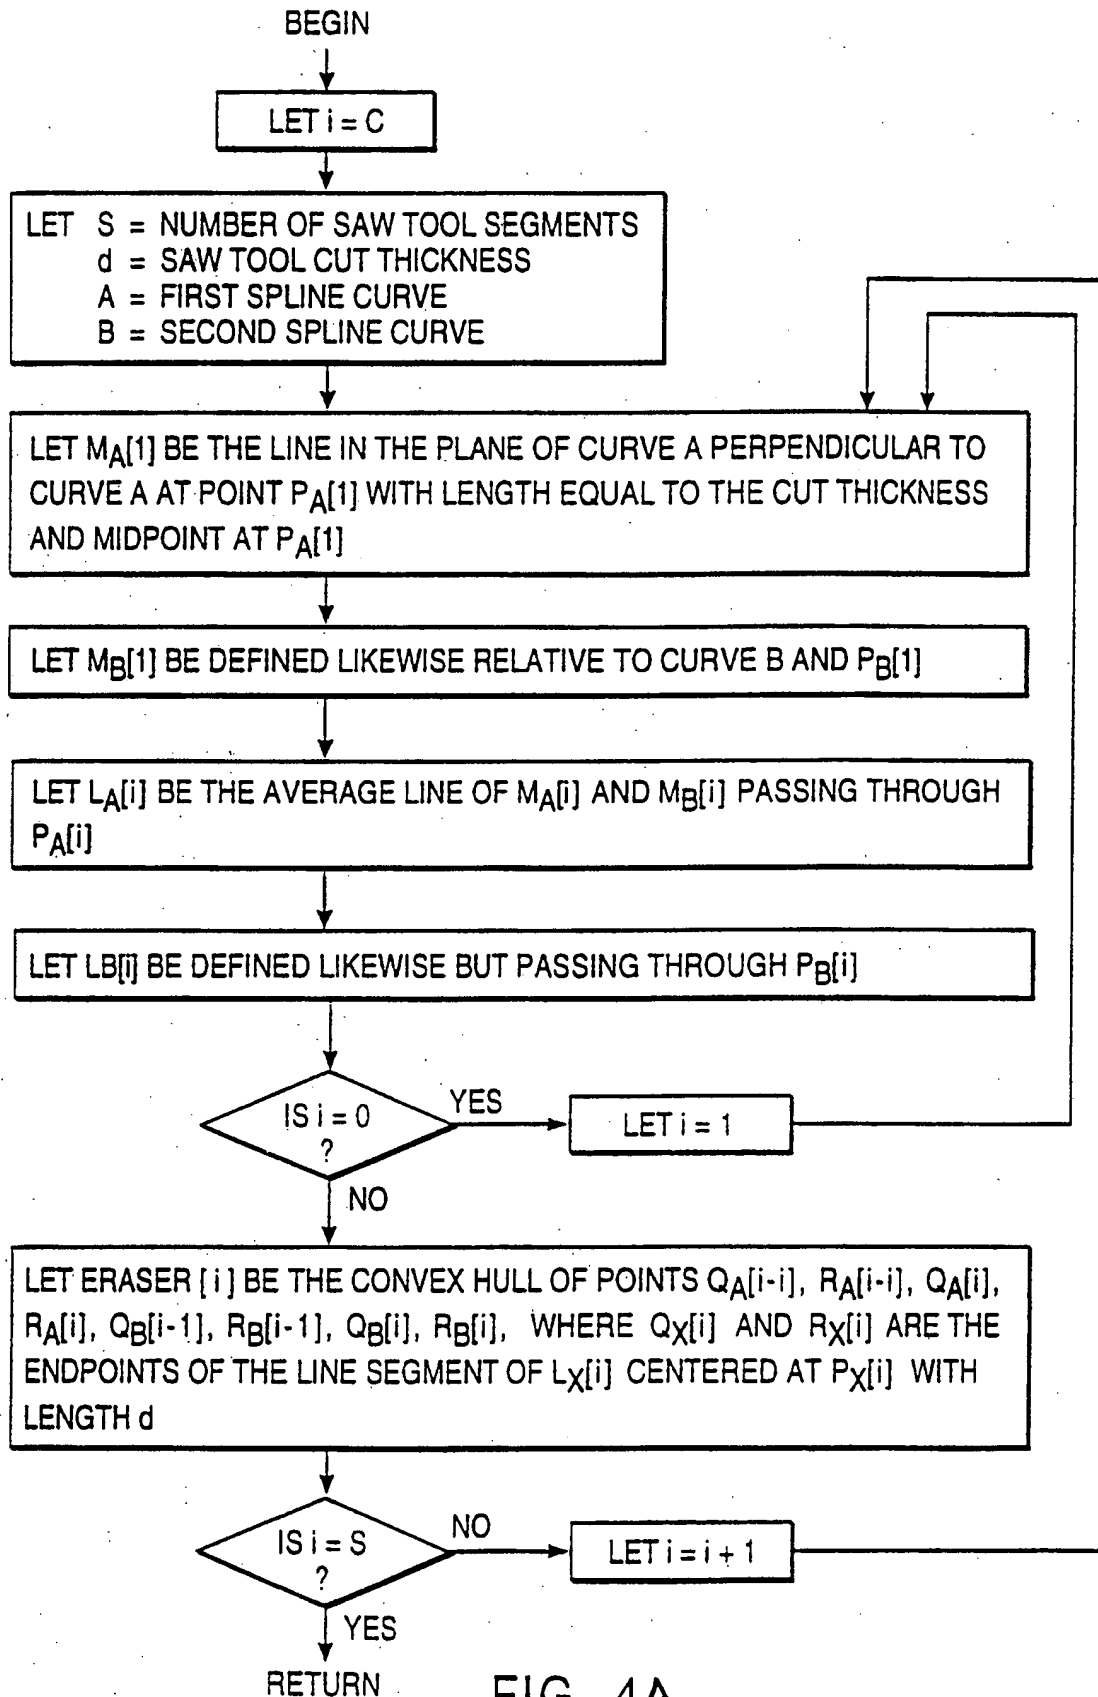 BEGIN
LET i = C
LET S = NUMBER OF SAW TOOL SEGMENTS
d = SAW TOOL CUT THICKNESS
A = FIRST SPLINE CURVE
B = SECOND SPLINE CURVE
LET MA[1] BE THE LINE IN THE PLANE OF CURVE A PERPENDICULAR TO
CURVE A AT POINT PA[1] WITH LENGTH EQUAL TO THE CUT THICKNESS
AND MIDPOINT AT PA[1]
LET MB[1] BE DEFINED LIKEWISE RELATIVE TO CURVE B AND PB[1]
LET LA[i] BE THE AVERAGE LINE OF MA[i] AND MB[i] PASSING THROUGH
PA[i]
LET LB[i] BE DEFINED LIKEWISE BUT PASSING THROUGH PB[i]
IS i = 0
?
YES
LET i = 1
NO
LET ERASER [i] BE THE CONVEX HULL OF POINTS QA[i-i], RA[i-i], QA[i],
RA[i], QB[i-1], RB[i-1], QB[i], RB[i], WHERE QX[i] AND RX[i] ARE THE
ENDPOINTS OF THE LINE SEGMENT OF LX[i] CENTERED AT PX[i] WITH
LENGTH d
IS i = S
?
NO
LET i = i + 1
YES
RETURN
FIG. 4A